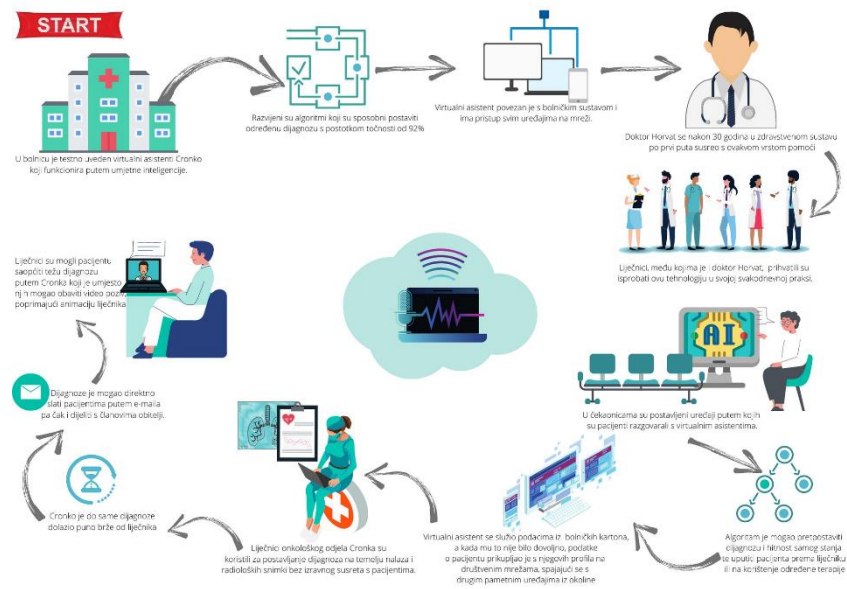 START
U bolnicu je testno uveden virtualni asistenti Cronko
koji funkcionira putem umjetne inteligencije.
Razvijeni su algoritmi koji su sposobni postaviti
određenu dijagnozu s postotkom točnosti od 92%
Virtualni asistent povezan je s bolničkim sustavom i
ima pristup svim uređajima na mreži.
Doktor Horvat se nakon 30 godina u zdravstvenom sustavu
po prvi puta susreo s ovakvom vrstom pomoći
Liječnici, među kojima je i doktor Horvat, prihvatili su
isprobati ovu tehnologiju u svojoj svakodnevnoj praksi.
AI
U čekaonicama su postavljeni uređaji putem kojih
su pacijenti razgovarali s virtualnim asistentima.
Algoritam je mogao pretpostaviti
dijagnozu i hitnost samog stanja
te uputiti pacijenta prema liječniku
ili na korištenje određene terapije
Virtualni asistent se služio podacima iz bolničkih kartona,
a kada mu to nije bilo dovoljno, podatke
o pacijentu prikupljao je s njegovih profila na
društvenim mrežama, spajajući se s
drugim pametnim uređajima iz okoline
Liječnici onkološkog odjela Cronka su
koristili za postavljanje dijagnoza na temelju nalaza i
radioloških snimki bez izravnog susreta s pacijentima.
Cronko je do same dijagnoze
dolazio puno brže od liječnika
Dijagnoze je mogao direktno
slati pacijentima putem e-maila
pa čak i dijeliti s članovima obitelji.
Liječnici su mogli pacijentu
saopćiti težu dijagnozu
putem Cronka koji je umjesto
njih mogao obaviti video poziv
poprimajući animaciju liječnika